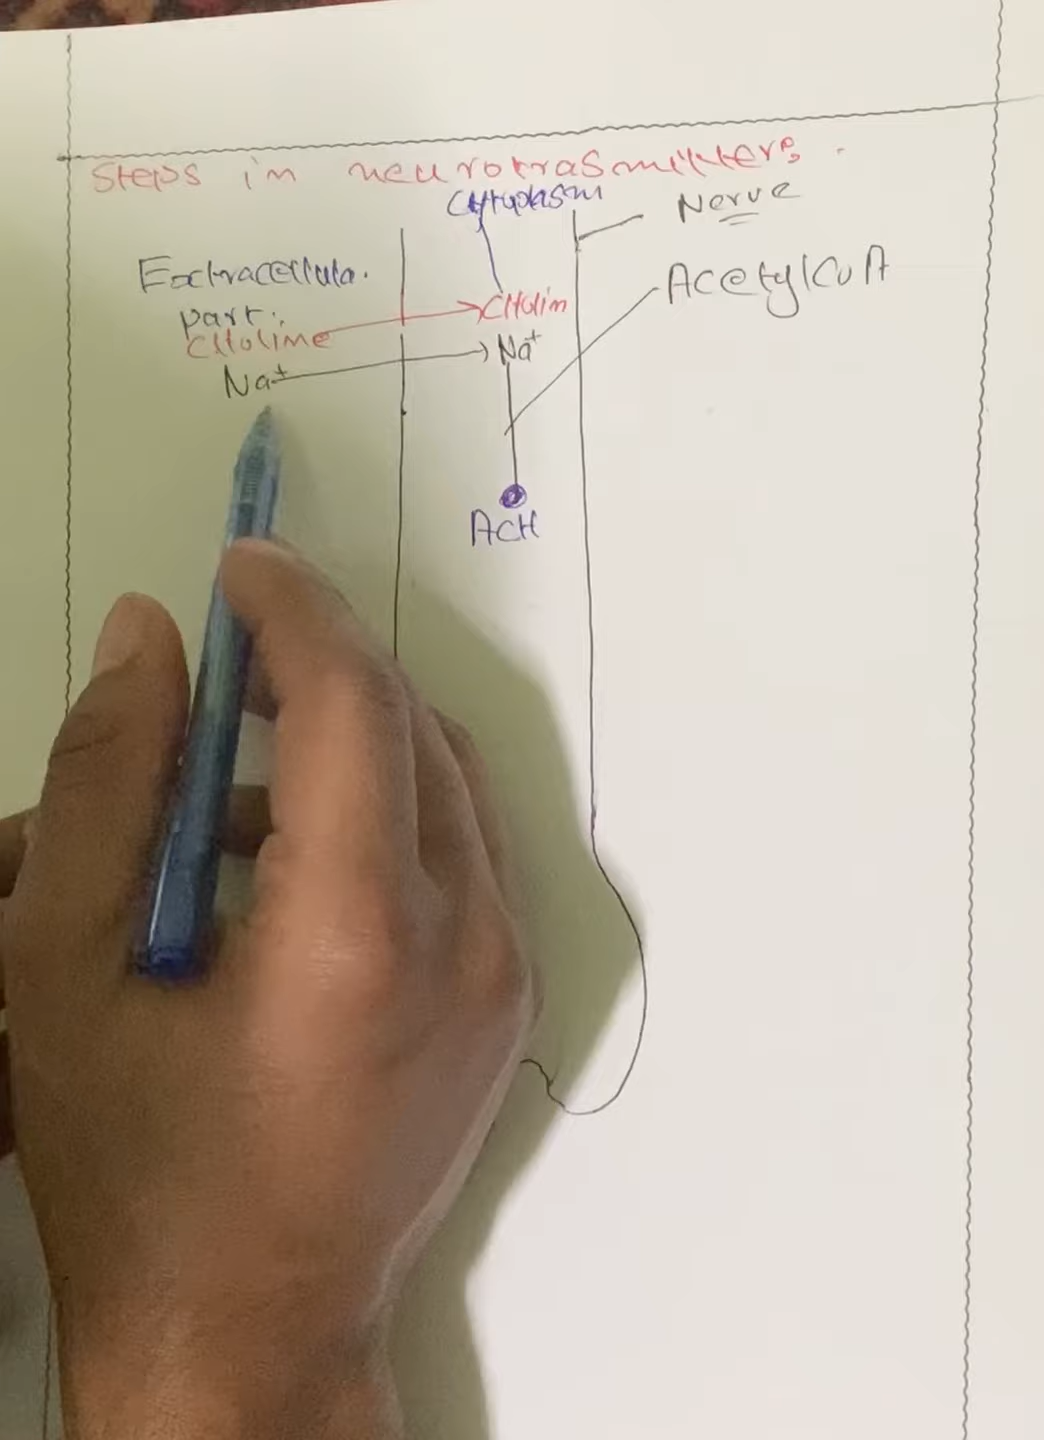 Steps in neurotrasmitters.
Cytoplasm
Nerve
Extracellula.
part:
AcetylCoA
Choline
Cholin
Na+
Na+
ACH